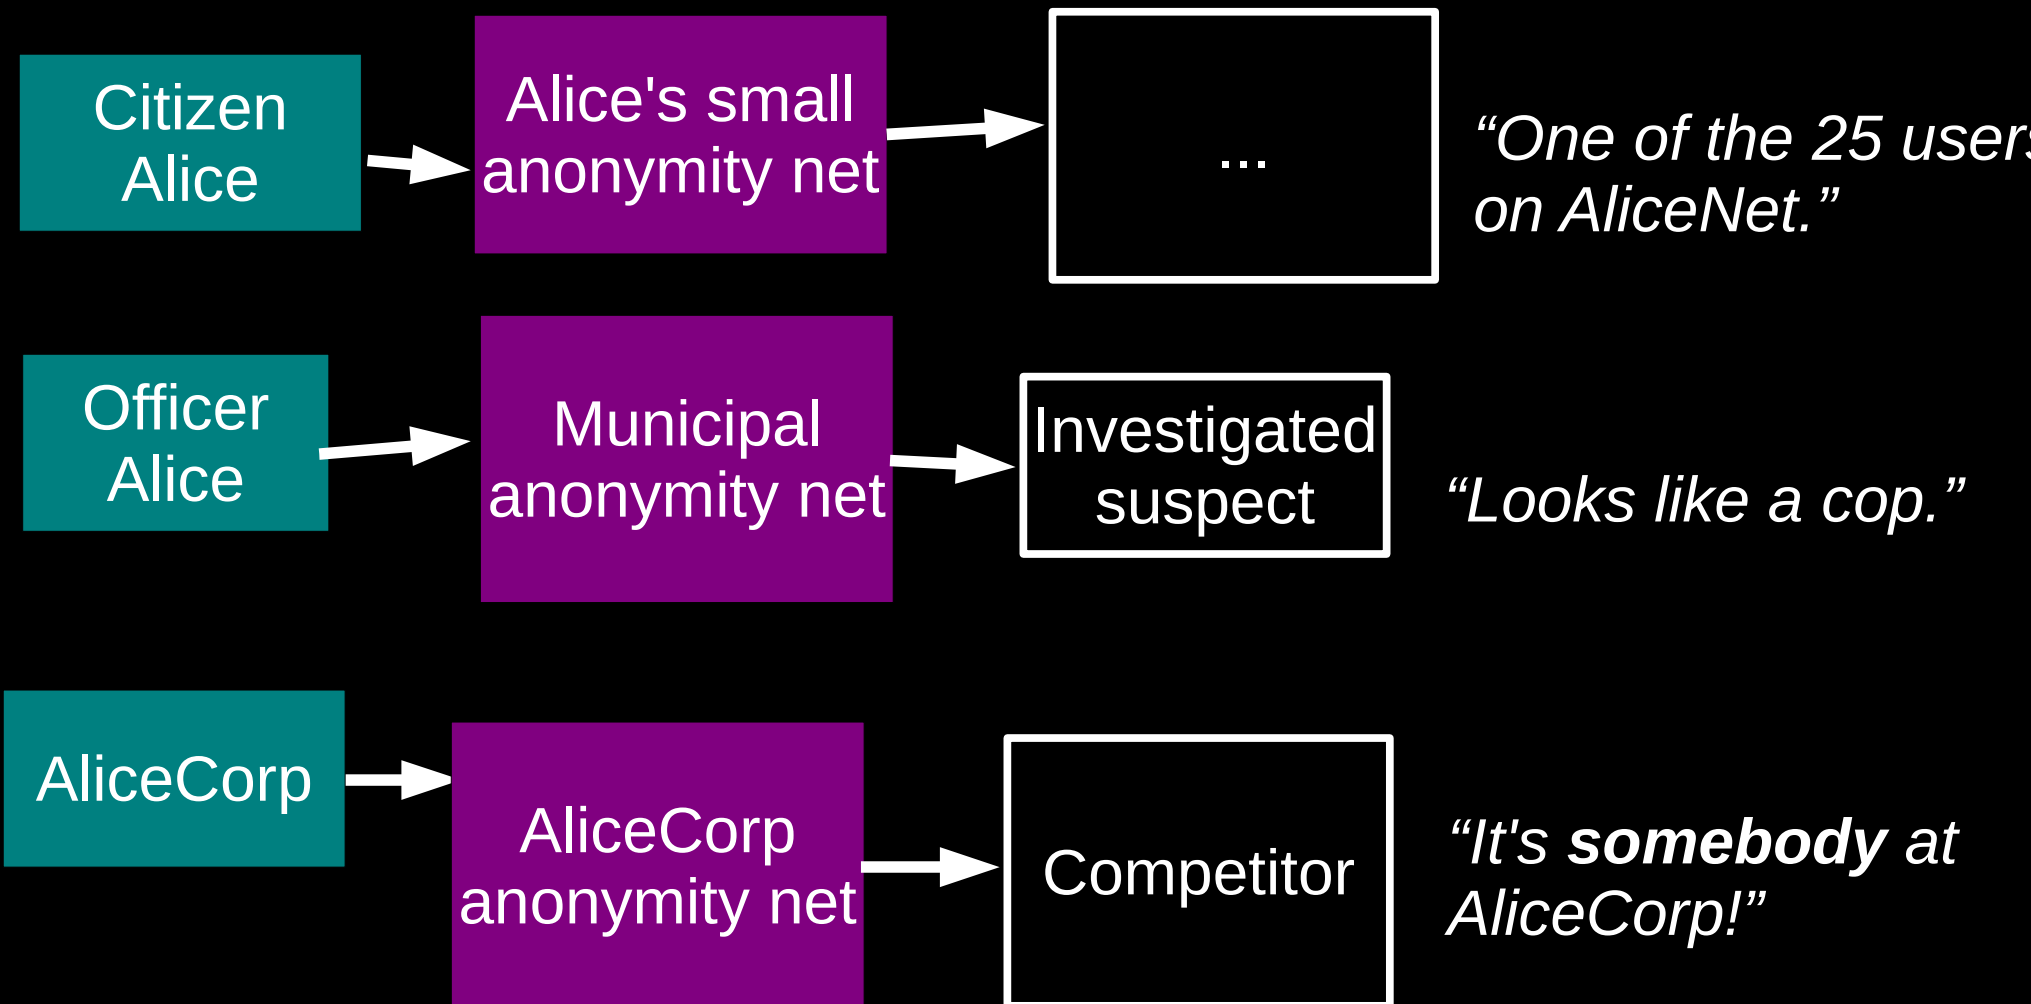 Citizen
Alice
Alice's small
anonymity net
...
“One of the 25 users
on AliceNet.”
Officer
Alice
Municipal
anonymity net
Investigated
suspect
“Looks like a cop.”
AliceCorp
AliceCorp
anonymity net
Competitor
“It's somebody at
AliceCorp!”